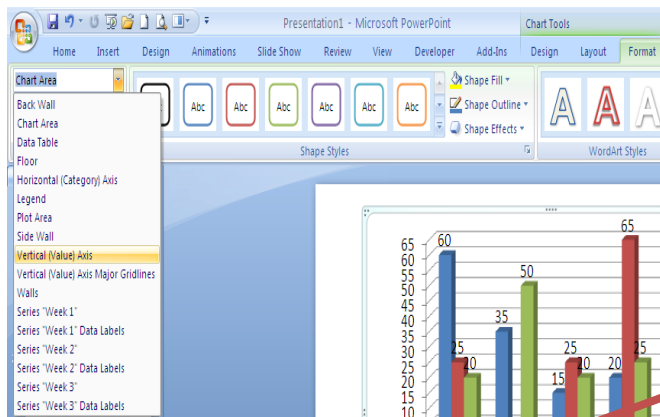 Presentation1 - Microsoft PowerPoint
Chart Tools
Home Insert Design Animations Slide Show Review View Developer Add-Ins Design Layout Format
Chart Area
Abc Abc Abc Abc Abc Abc
Shape Fill
Shape Outline
Shape Effects
A A A
Shape Styles
WordArt Styles
Back Wall
Chart Area
Data Table
Floor
Horizontal (Category) Axis
Legend
Plot Area
Side Wall
Vertical (Value) Axis
Vertical (Value) Axis Major Gridlines
Walls
Series "Week 1"
Series "Week 1" Data Labels
Series "Week 2"
Series "Week 2" Data Labels
Series "Week 3"
Series "Week 3" Data Labels
65
60
55
50
45
40
35
30
25
20
15
10
60 25 20
35 50
15 25 20
20 65 25